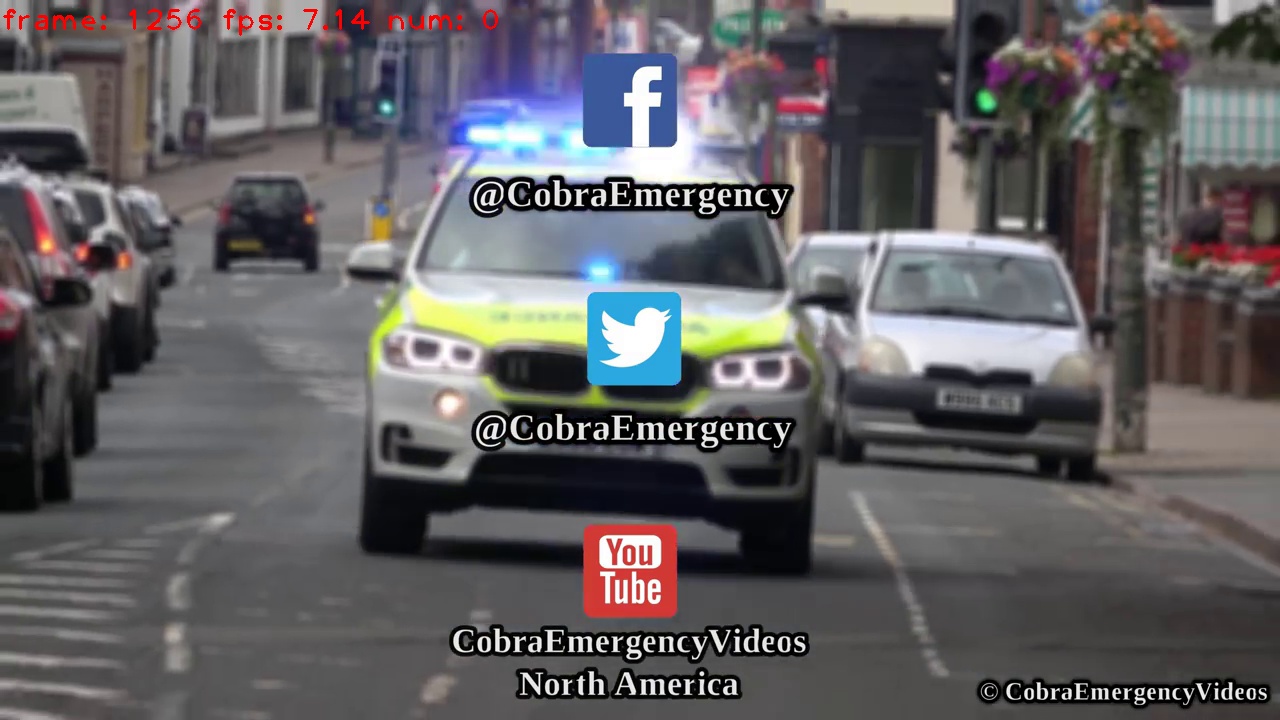 frame: 1256 fps: 7.14 num: 0
f
@CobraEmergency
@CobraEmergency
You
Tube
CobraEmergencyVideos
North America
© CobraEmergencyVideos